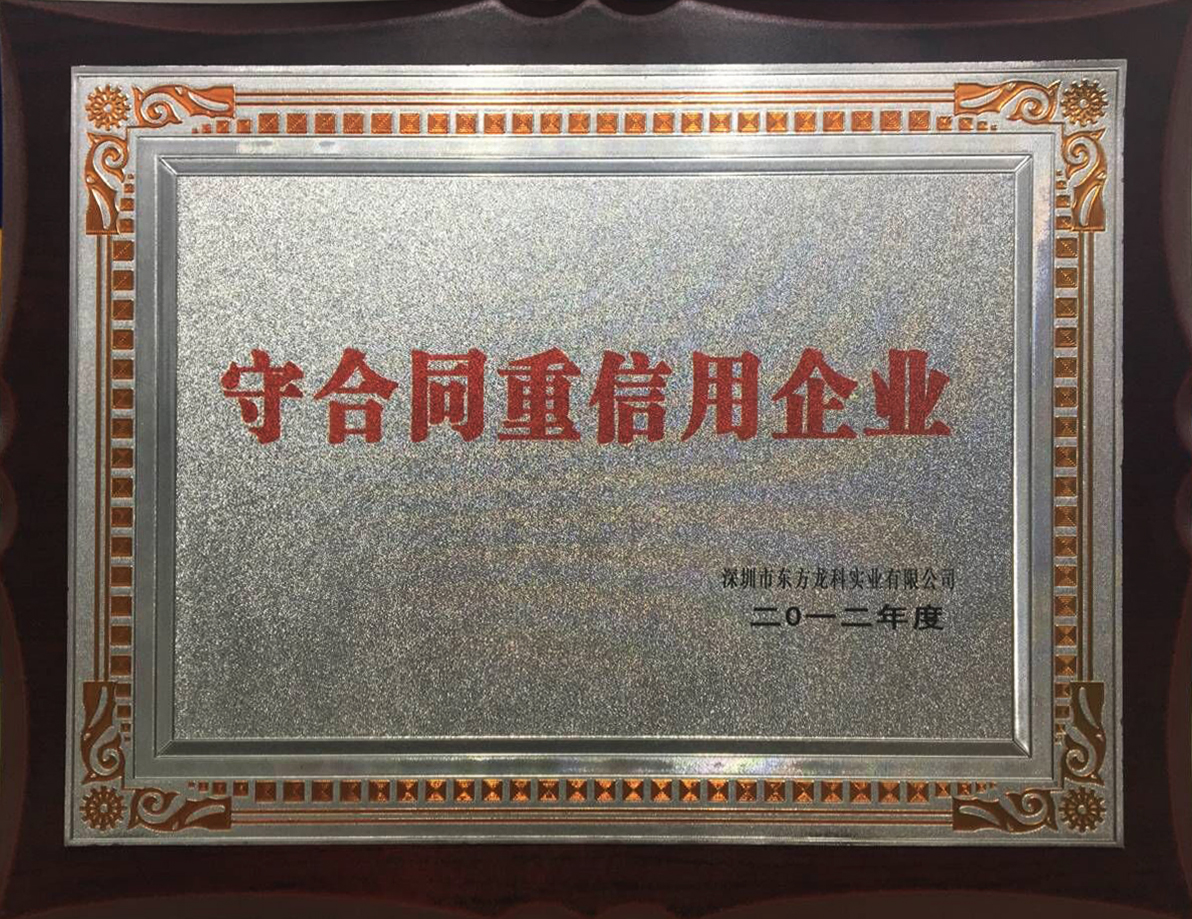 守合同重信用企业
深圳市东方龙科实业有限公司
二0一二年度